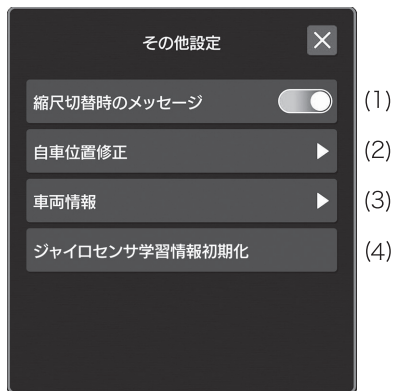 その他設定
縮尺切替時のメッセージ
(1)
自車位置修正
(2)
車両情報
(3)
ジャイロセンサ学習情報初期化
(4)